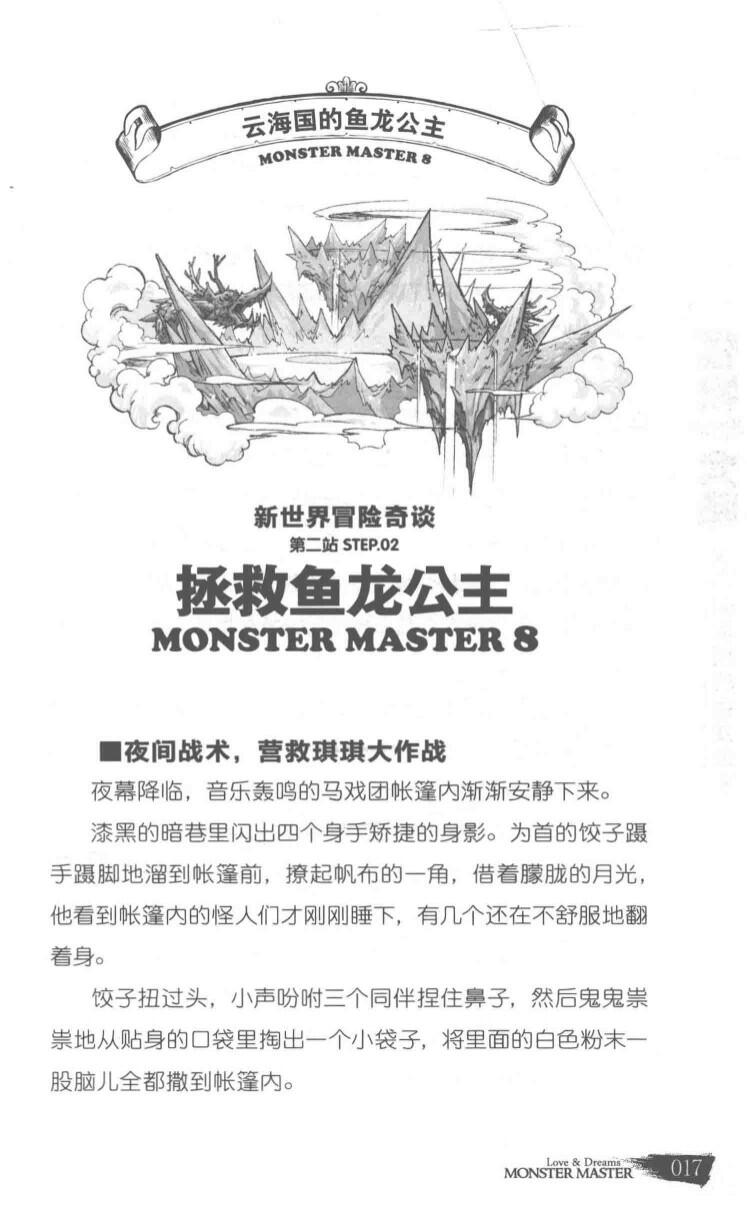 云海国的鱼龙公主
MONSTER MASTER 8
新世界冒险奇谈
第二站 STEP.02
拯救鱼龙公主
MONSTER MASTER 8
■夜间战术，营救琪琪大作战
夜幕降临，音乐轰鸣的马戏团帐篷内渐渐安静下来。
漆黑的暗巷里闪出四个身手矫捷的身影。为首的饺子蹑
手蹑脚地溜到帐篷前，撩起帆布的一角，借着朦胧的月光，
他看到帐篷内的怪人们才刚刚睡下，有几个还在不舒服地翻
着身。
饺子扭过头，小声吩咐三个同伴捏住鼻子，然后鬼鬼祟
祟地从贴身的口袋里掏出一个小袋子，将里面的白色粉末一
股脑儿全都撒到帐篷内。
Love & Dreams
MONSTER MASTER 017